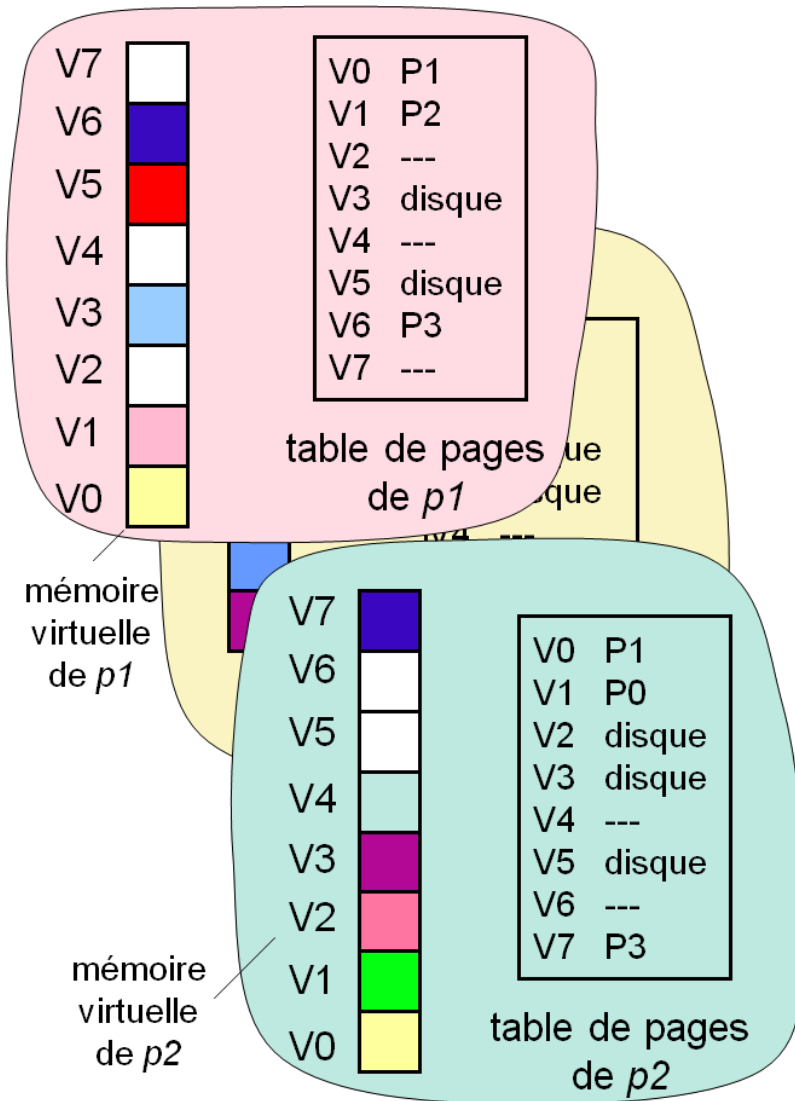 V7
V6
V5
V4
V3
V2
V1
V0
V0 P1
V1 P2
V2 ---
V3 disque
V4 ---
V5 disque
V6 P3
V7 ---
table de pages
de p1
mémoire
virtuelle
de p1
---
V7
V6
V5
V4
V3
V2
V1
V0
V0 P1
V1 P0
V2 disque
V3 disque
V4 ---
V5 disque
V6 ---
V7 P3
table de pages
de p2
mémoire
virtuelle
de p2